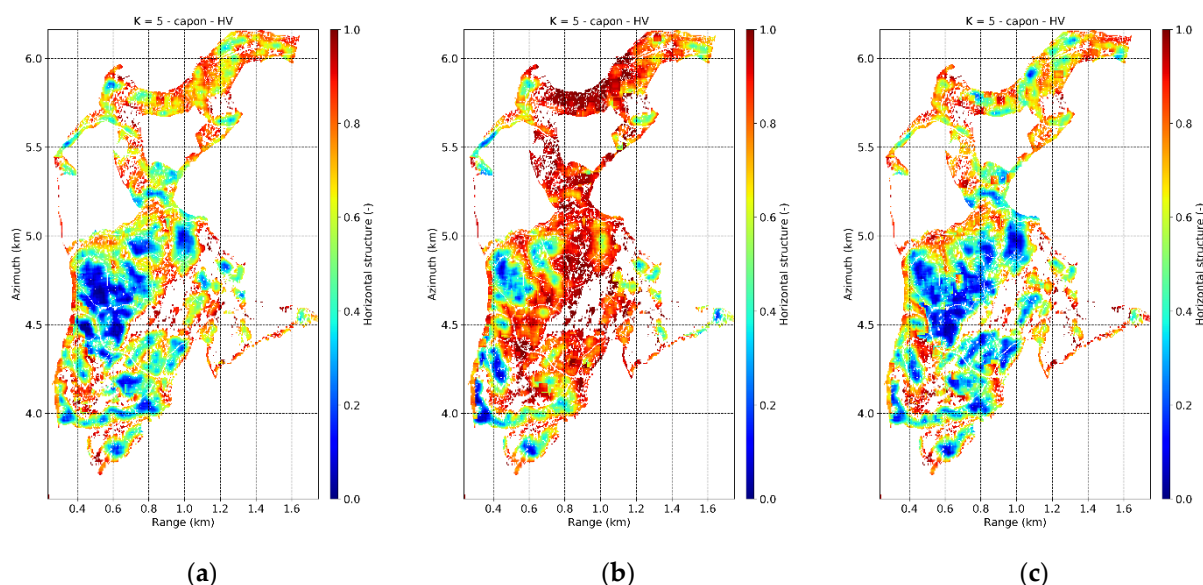 K = 5 - capon - HV
6.0
5.5
5.0
4.5
4.0
Azimuth (km)
0.4 0.6 0.8 1.0 1.2 1.4 1.6
Range (km)
1.0
0.8
0.6
0.4
0.2
0.0
Horizontal structure (-)
(a)
K = 5 - capon - HV
6.0
5.5
5.0
4.5
4.0
Azimuth (km)
0.4 0.6 0.8 1.0 1.2 1.4 1.6
Range (km)
1.0
0.8
0.6
0.4
0.2
0.0
Horizontal structure (-)
(b)
K = 5 - capon - HV
6.0
5.5
5.0
4.5
4.0
Azimuth (km)
0.4 0.6 0.8 1.0 1.2 1.4 1.6
Range (km)
1.0
0.8
0.6
0.4
0.2
0.0
Horizontal structure (-)
(c)